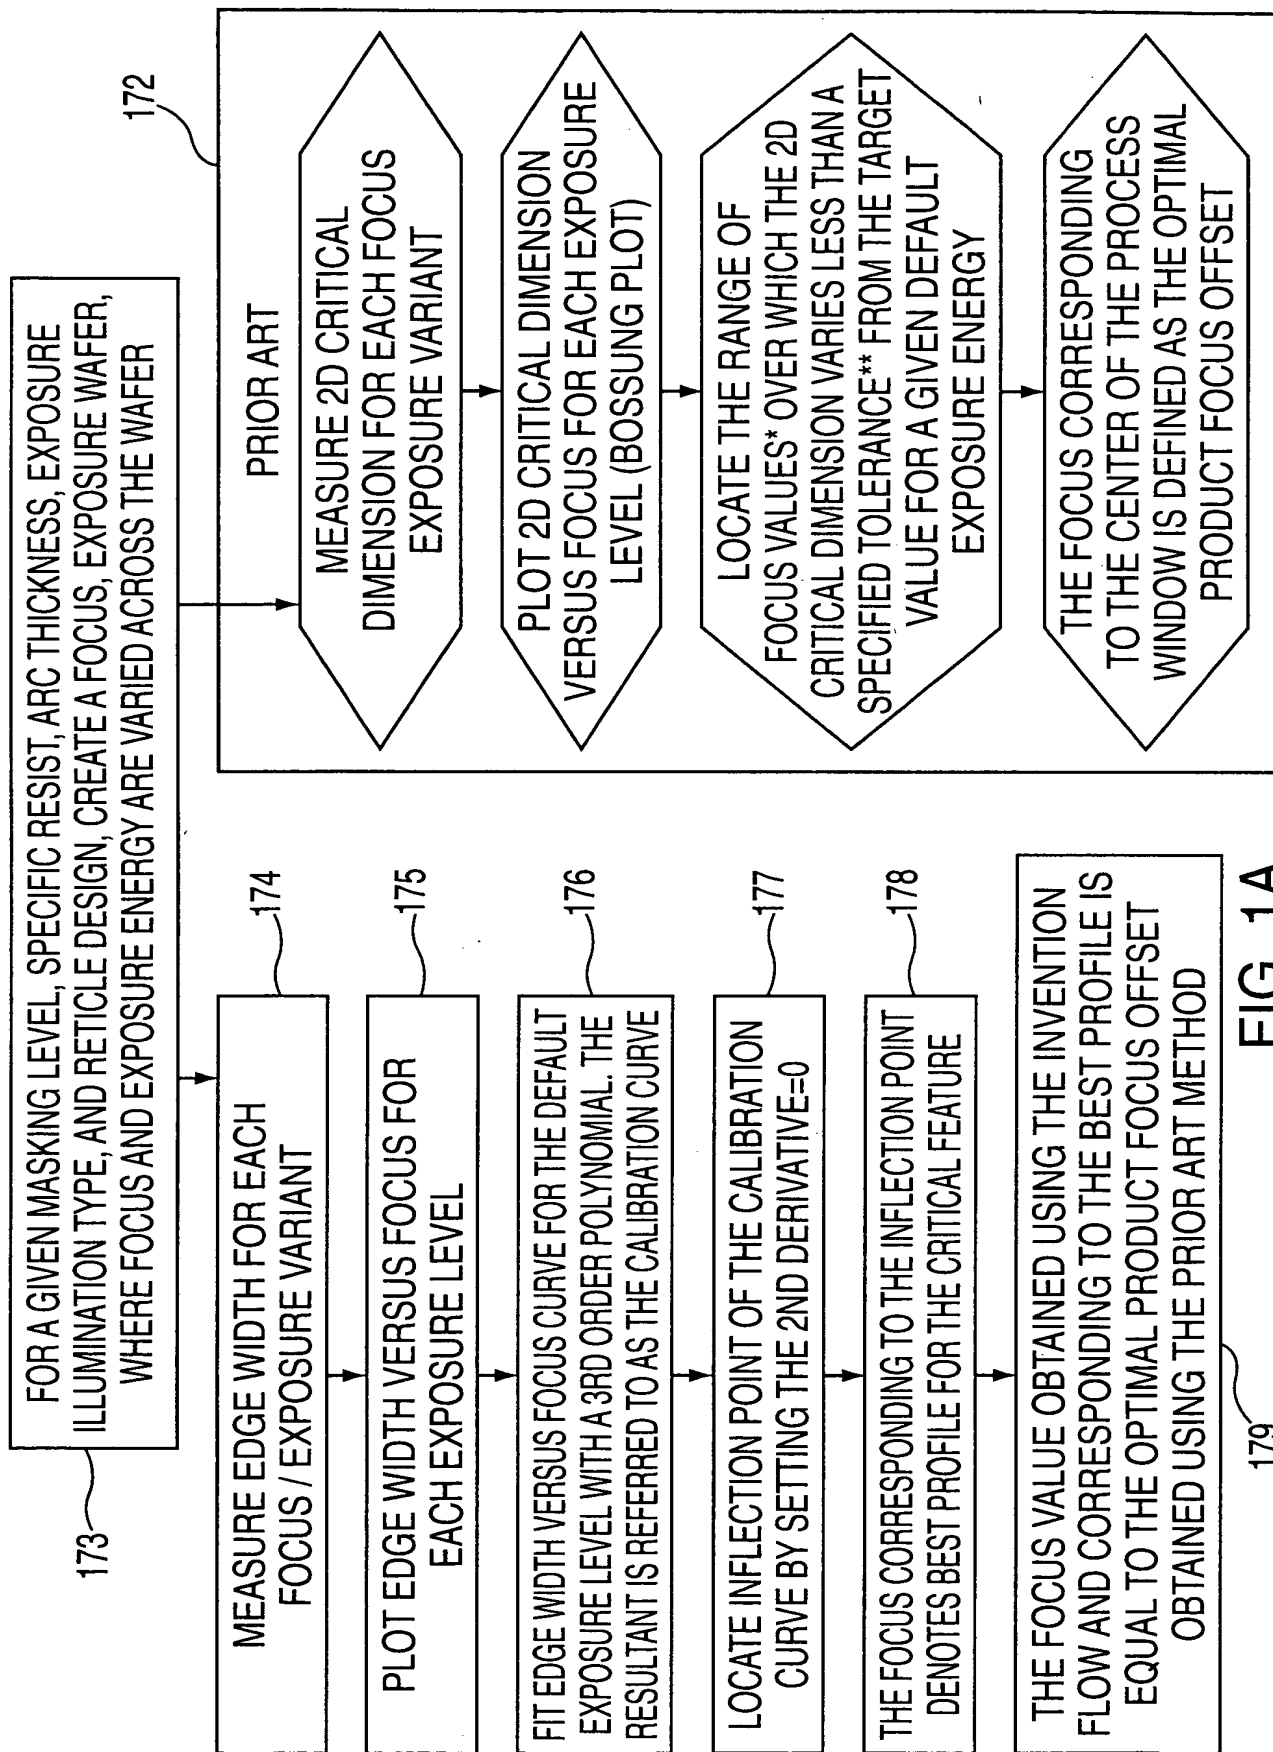 173
FOR A GIVEN MASKING LEVEL, SPECIFIC RESIST, ARC THICKNESS, EXPOSURE
ILLUMINATION TYPE, AND RETICLE DESIGN, CREATE A FOCUS, EXPOSURE WAFER,
WHERE FOCUS AND EXPOSURE ENERGY ARE VARIED ACROSS THE WAFER
174
MEASURE EDGE WIDTH FOR EACH
FOCUS / EXPOSURE VARIANT
175
PLOT EDGE WIDTH VERSUS FOCUS FOR
EACH EXPOSURE LEVEL
176
FIT EDGE WIDTH VERSUS FOCUS CURVE FOR THE DEFAULT
EXPOSURE LEVEL WITH A 3RD ORDER POLYNOMIAL. THE
RESULTANT IS REFERRED TO AS THE CALIBRATION CURVE
177
LOCATE INFLECTION POINT OF THE CALIBRATION
CURVE BY SETTING THE 2ND DERIVATIVE=0
178
THE FOCUS CORRESPONDING TO THE INFLECTION POINT
DENOTES BEST PROFILE FOR THE CRITICAL FEATURE
THE FOCUS VALUE OBTAINED USING THE INVENTION
FLOW AND CORRESPONDING TO THE BEST PROFILE IS
EQUAL TO THE OPTIMAL PRODUCT FOCUS OFFSET
OBTAINED USING THE PRIOR ART METHOD
179
172
PRIOR ART
MEASURE 2D CRITICAL
DIMENSION FOR EACH FOCUS
EXPOSURE VARIANT
PLOT 2D CRITICAL DIMENSION
VERSUS FOCUS FOR EACH EXPOSURE
LEVEL (BOSSUNG PLOT)
LOCATE THE RANGE OF
FOCUS VALUES* OVER WHICH THE 2D
CRITICAL DIMENSION VARIES LESS THAN A
SPECIFIED TOLERANCE** FROM THE TARGET
VALUE FOR A GIVEN DEFAULT
EXPOSURE ENERGY
THE FOCUS CORRESPONDING
TO THE CENTER OF THE PROCESS
WINDOW IS DEFINED AS THE OPTIMAL
PRODUCT FOCUS OFFSET
FIG. 1A